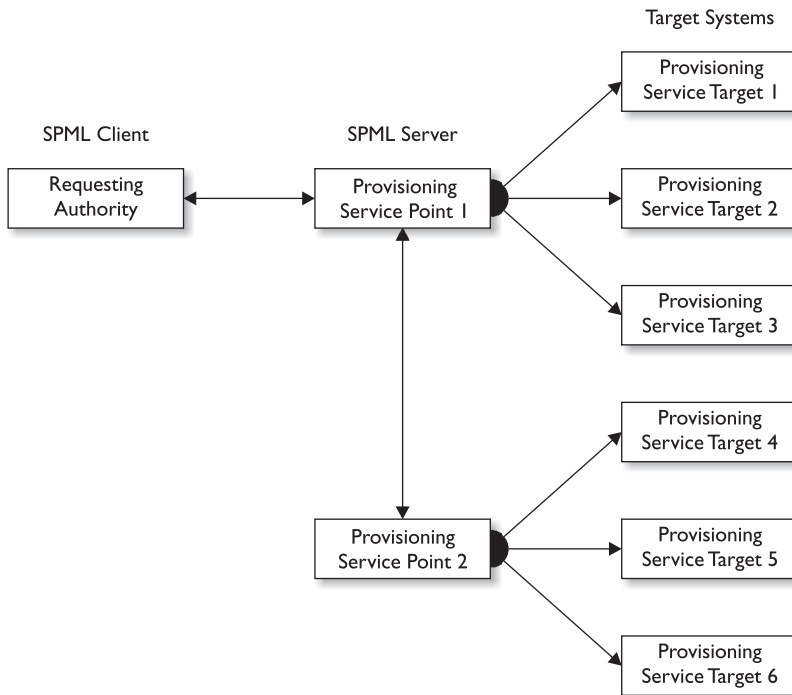 Target Systems
Provisioning
Service Target 1
SPML Client
SPML Server
Requesting
Authority
Provisioning
Service Point 1
Provisioning
Service Target 2
Provisioning
Service Target 3
Provisioning
Service Target 4
Provisioning
Service Point 2
Provisioning
Service Target 5
Provisioning
Service Target 6